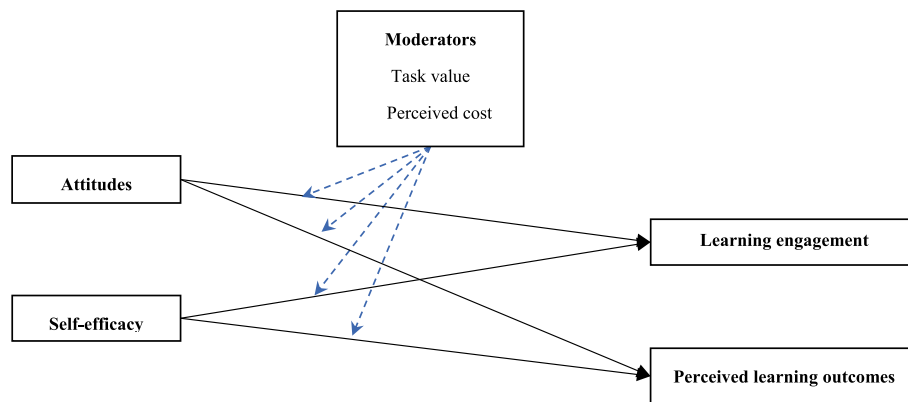 Moderators
Task value
Perceived cost
Attitudes
Learning engagement
Self-efficacy
Perceived learning outcomes